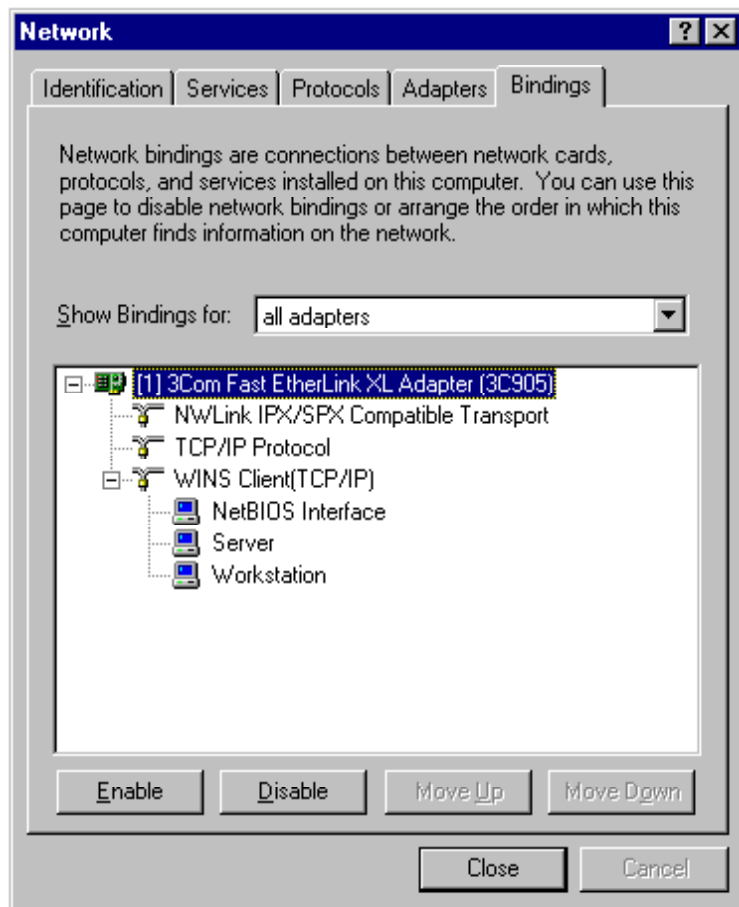 Network
Identification Services Protocols Adapters Bindings
Network bindings are connections between network cards,
protocols, and services installed on this computer.  You can use this
page to disable network bindings or arrange the order in which this
computer finds information on the network.
Show Bindings for: all adapters
[1] 3Com Fast EtherLink XL Adapter (3C905)
NWLink IPX/SPX Compatible Transport
TCP/IP Protocol
WINS Client(TCP/IP)
NetBIOS Interface
Server
Workstation
Enable Disable Move Up Move Down
Close Cancel